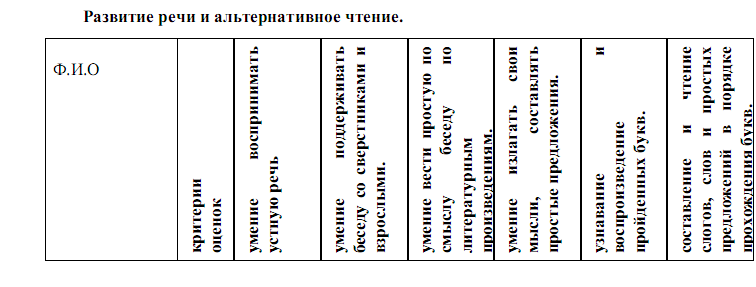 Развитие речи и альтернативное чтение.
Ф.И.О
критерии
оценок
умение воспринимать
устную речь
умение поддерживать
беседу со сверстниками и
взрослыми.
умение вести простую по
смыслу беседу по
литературным
произведениям.
умение излагать свои
мысли, составлять
простые предложения.
узнавание и
воспроизведение
пройденных букв.
составление и чтение
слогов, слов и простых
предложений в порядке
прохождения букв.